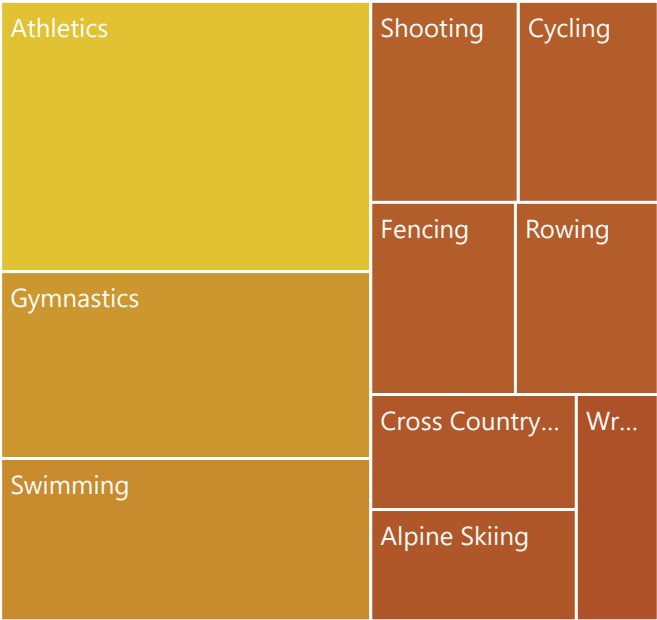 Athletics
Shooting
Cycling
Gymnastics
Fencing
Rowing
Swimming
Cross Country...
Wr...
Alpine Skiing